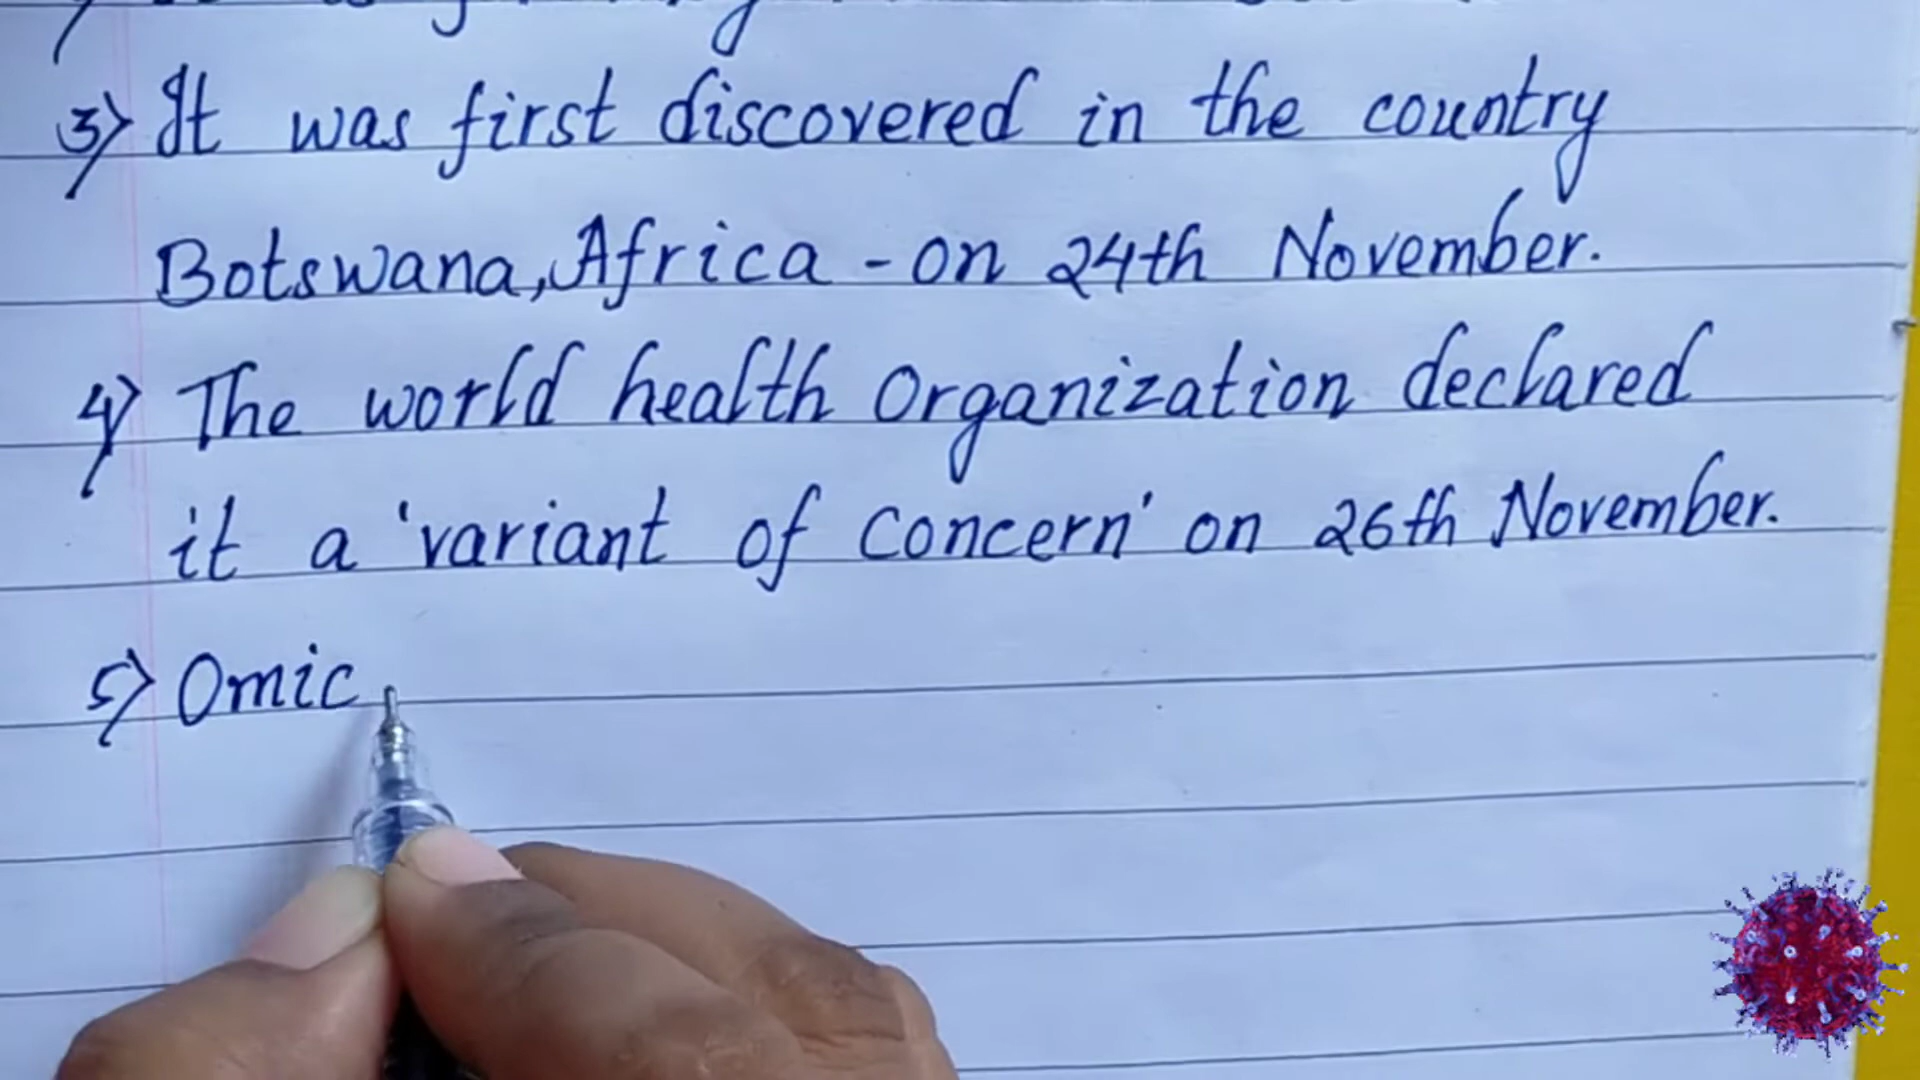 3) It was first discovered in the country
Botswana, Africa - on 24th November.
4) The world health Organization declared
it a 'variant of Concern' on 26th November.
5) Omic